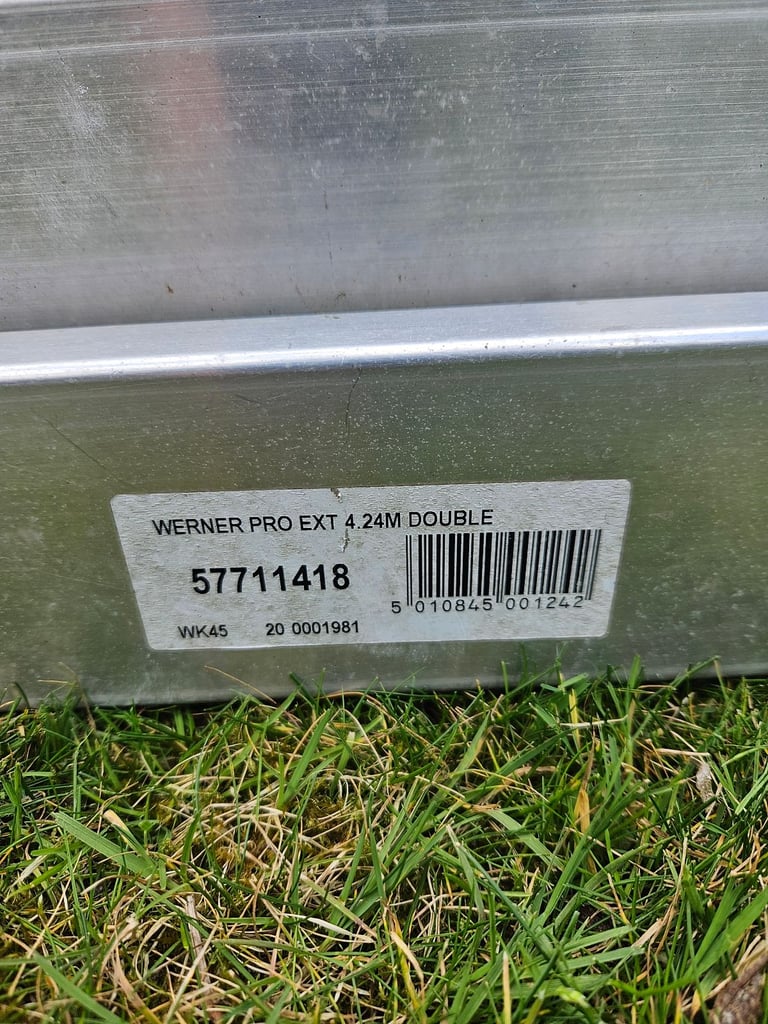 WERNER PRO EXT 4.24M DOUBLE
57711418
5 010845 001242
WK45 20 0001981